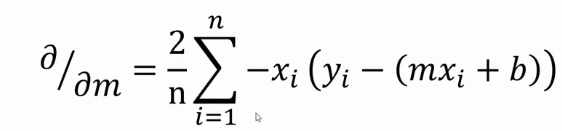 ∂/∂m = 2/n ∑_{i=1}^{n} −x_i (y_i − (mx_i + b))